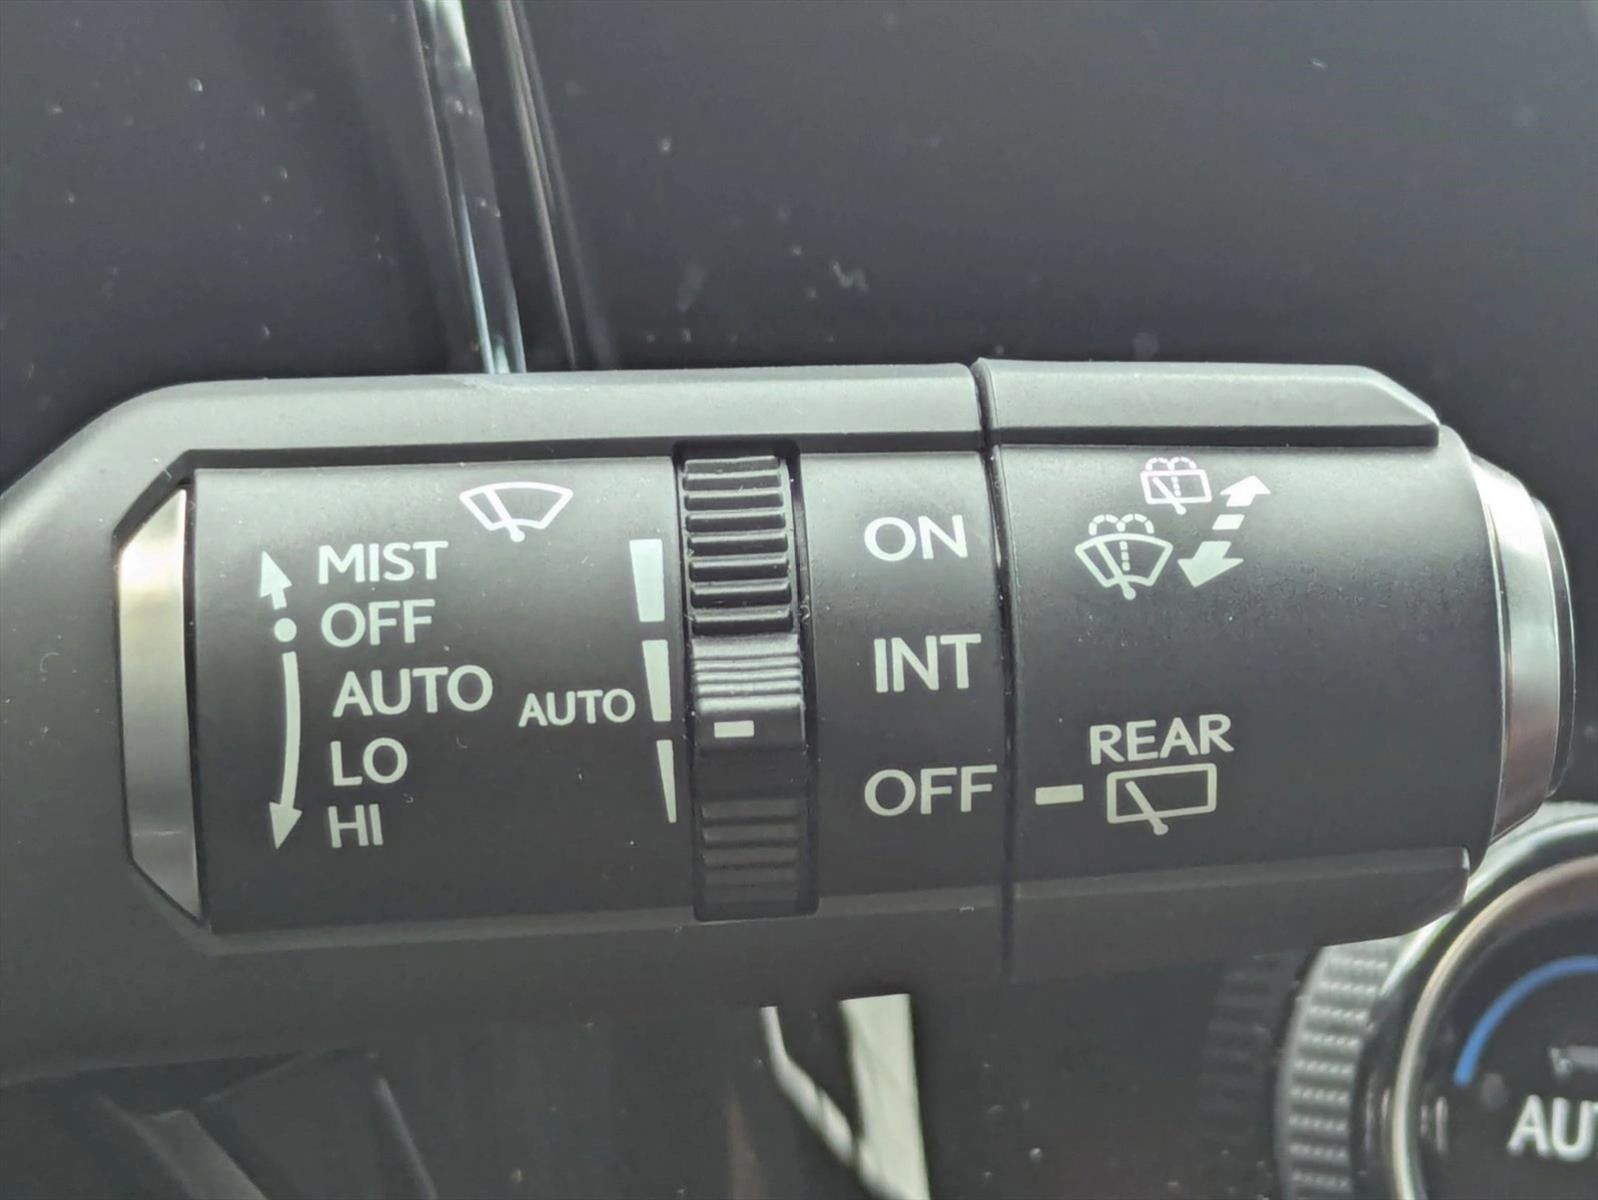 MIST
OFF
AUTO
LO
HI
AUTO
ON
INT
OFF
REAR